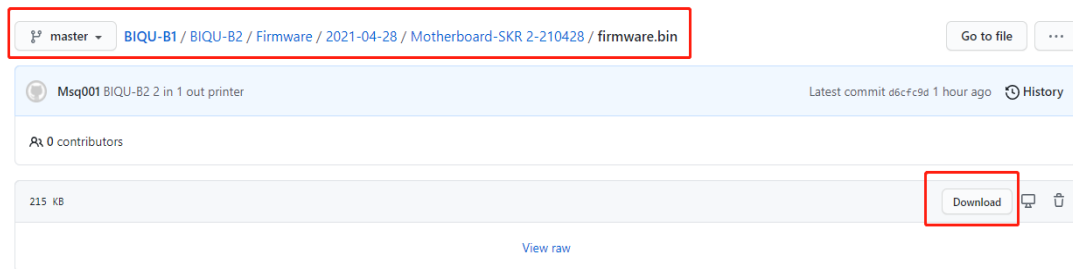 master BIQU-B1 / BIQU-B2 / Firmware / 2021-04-28 / Motherboard-SKR 2-210428 / firmware.bin Go to file ...
Msq001 BIQU-B2 2 in 1 out printer Latest commit d6cfc9d 1 hour ago History
0 contributors
215 KB Download
View raw